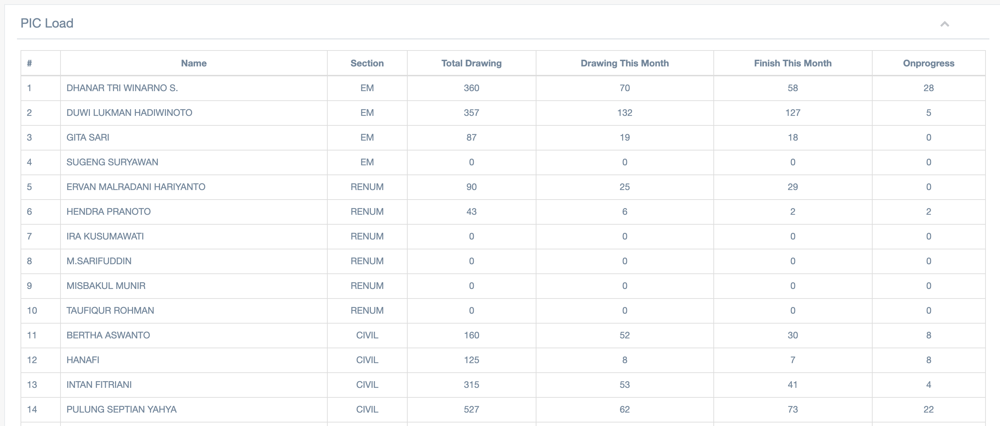 PIC Load
# Name Section Total Drawing Drawing This Month Finish This Month Onprogress
1 DHANAR TRI WINARNO S. EM 360 70 58 28
2 DUWI LUKMAN HADIWINOTO EM 357 132 127 5
3 GITA SARI EM 87 19 18 0
4 SUGENG SURYAWAN EM 0 0 0 0
5 ERVAN MALRADANI HARIYANTO RENUM 90 25 29 0
6 HENDRA PRANOTO RENUM 43 6 2 2
7 IRA KUSUMAWATI RENUM 0 0 0 0
8 M.SARIFUDDIN RENUM 0 0 0 0
9 MISBAKUL MUNIR RENUM 0 0 0 0
10 TAUFIQUR ROHMAN RENUM 0 0 0 0
11 BERTHA ASWANTO CIVIL 160 52 30 8
12 HANAFI CIVIL 125 8 7 8
13 INTAN FITRIANI CIVIL 315 53 41 4
14 PULUNG SEPTIAN YAHYA CIVIL 527 62 73 22